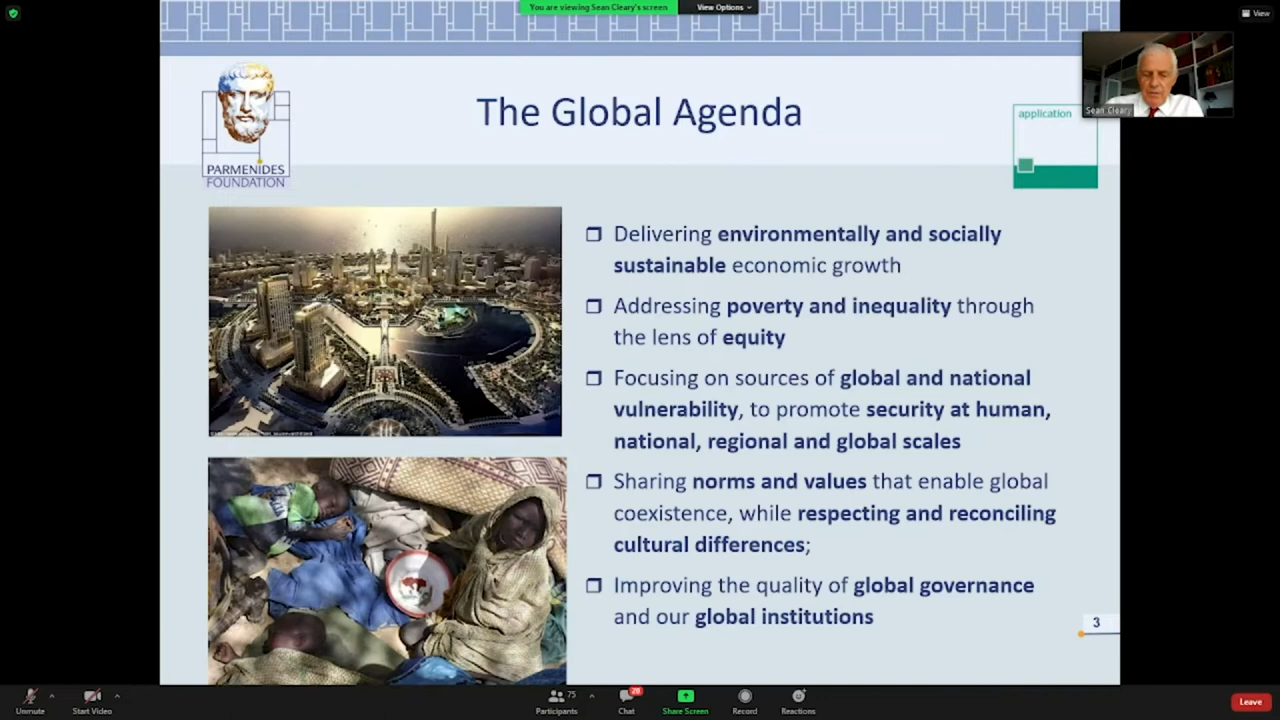 You are viewing Sean Cleary's screen
View Options
View
The Global Agenda
PARMENIDES
FOUNDATION
application
Sean Cleary
Delivering environmentally and socially
sustainable economic growth
Addressing poverty and inequality through
the lens of equity
Focusing on sources of global and national
vulnerability, to promote security at human,
national, regional and global scales
Sharing norms and values that enable global
coexistence, while respecting and reconciling
cultural differences;
Improving the quality of global governance
and our global institutions
3
Unmute
Start Video
Participants
75
Chat
28
Share Screen
Record
Reactions
Leave